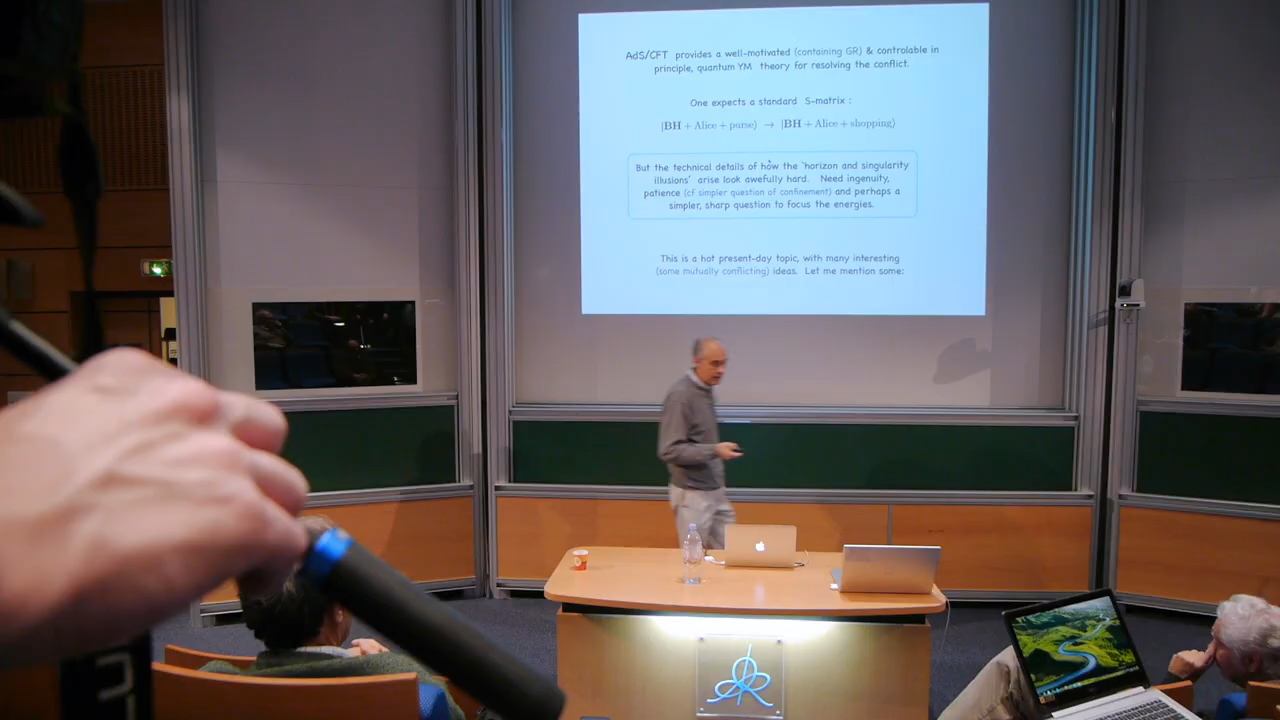 AdS/CFT provides a well-motivated (containing GR) & controlable in
principle, quantum YM theory for resolving the conflict.
One expects a standard S-matrix :
|BH + Alice + purse⟩ → |BH + Alice + shopping⟩
But the technical details of how the `horizon and singularity
illusions' arise look awefully hard. Need ingenuity,
patience (cf simpler question of confinement) and perhaps a
simpler, sharp question to focus the energies.
This is a hot present-day topic, with many interesting
(some mutually conflicting) ideas. Let me mention some: